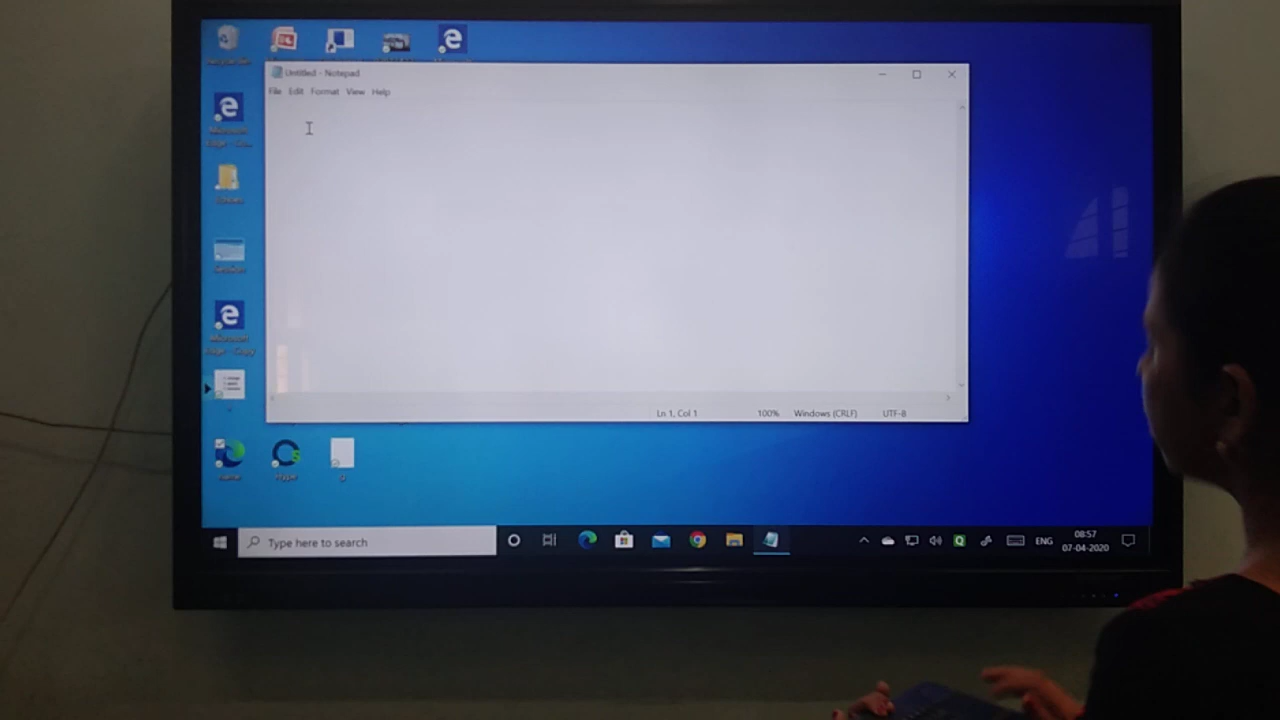 Untitled - Notepad
File Edit Format View Help
Ln 1, Col 1 100% Windows (CRLF) UTF-8
Type here to search
ENG
08:57
07-04-2020